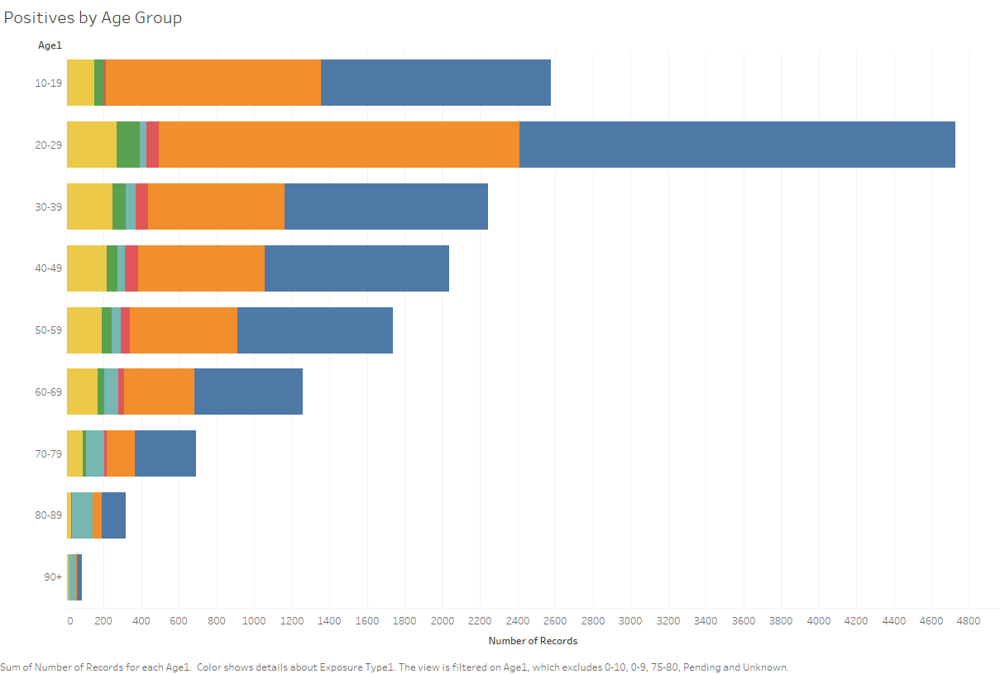 Positives by Age Group
Age1
10-19
20-29
30-39
40-49
50-59
60-69
70-79
80-89
90+
0 200 400 600 800 1000 1200 1400 1600 1800 2000 2200 2400 2600 2800 3000 3200 3400 3600 3800 4000 4200 4400 4600 4800
Number of Records
Sum of Number of Records for each Age1. Color shows details about Exposure Type1. The view is filtered on Age1, which excludes 0-10, 0-9, 75-80, Pending and Unknown.